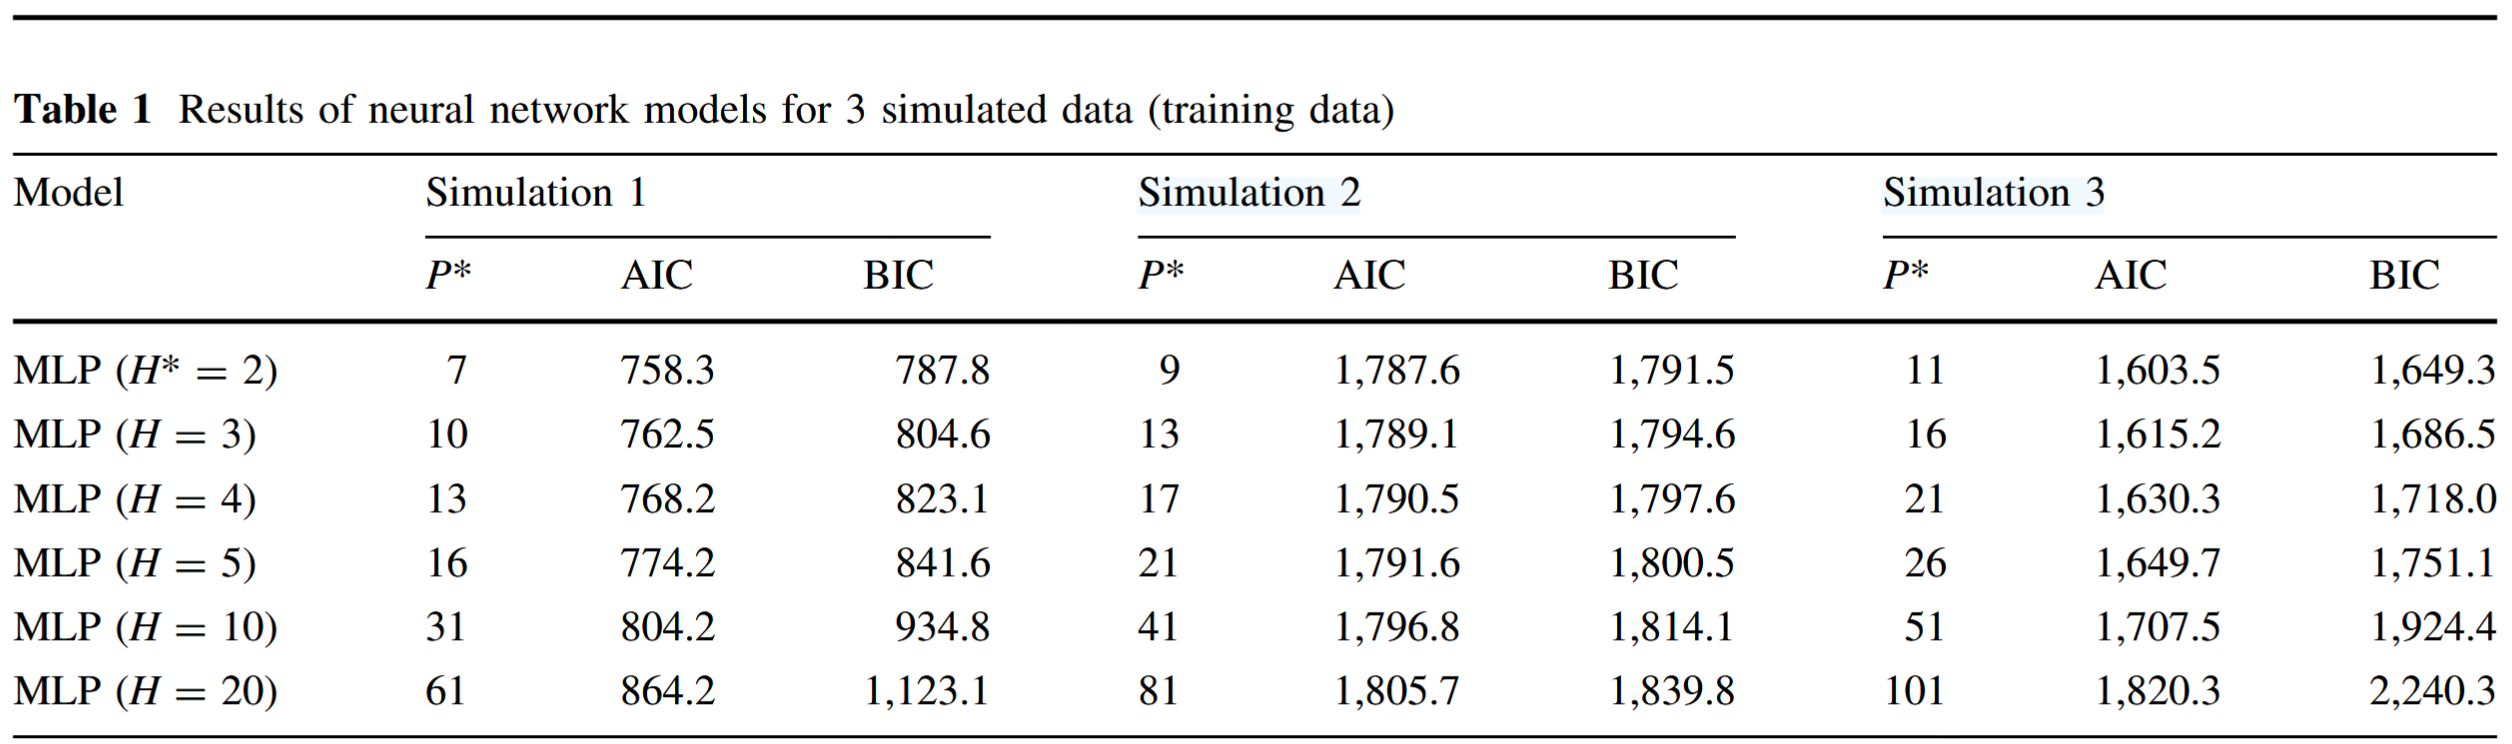 Table 1 Results of neural network models for 3 simulated data (training data)
Model Simulation 1 Simulation 2 Simulation 3
P* AIC BIC P* AIC BIC P* AIC BIC
MLP (H* = 2) 7 758.3 787.8 9 1,787.6 1,791.5 11 1,603.5 1,649.3
MLP (H = 3) 10 762.5 804.6 13 1,789.1 1,794.6 16 1,615.2 1,686.5
MLP (H = 4) 13 768.2 823.1 17 1,790.5 1,797.6 21 1,630.3 1,718.0
MLP (H = 5) 16 774.2 841.6 21 1,791.6 1,800.5 26 1,649.7 1,751.1
MLP (H = 10) 31 804.2 934.8 41 1,796.8 1,814.1 51 1,707.5 1,924.4
MLP (H = 20) 61 864.2 1,123.1 81 1,805.7 1,839.8 101 1,820.3 2,240.3